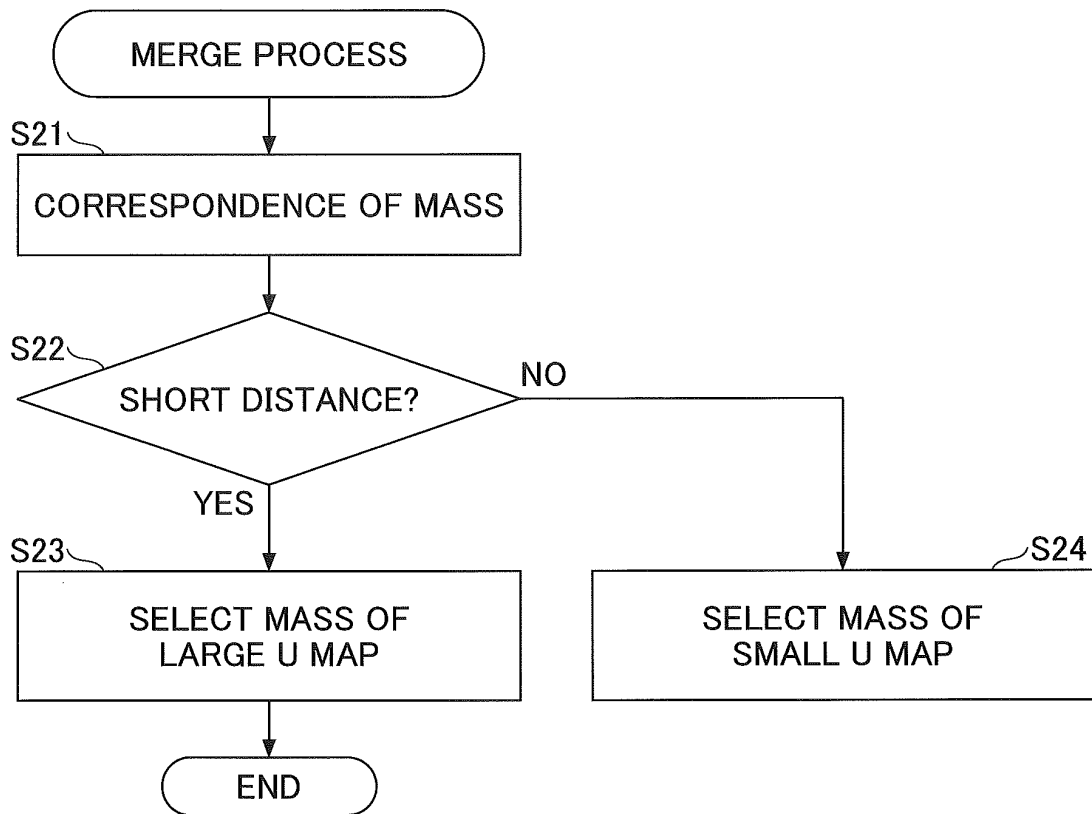 MERGE PROCESS
S21
CORRESPONDENCE OF MASS
S22
SHORT DISTANCE?
NO
YES
S23
SELECT MASS OF
LARGE U MAP
S24
SELECT MASS OF
SMALL U MAP
END